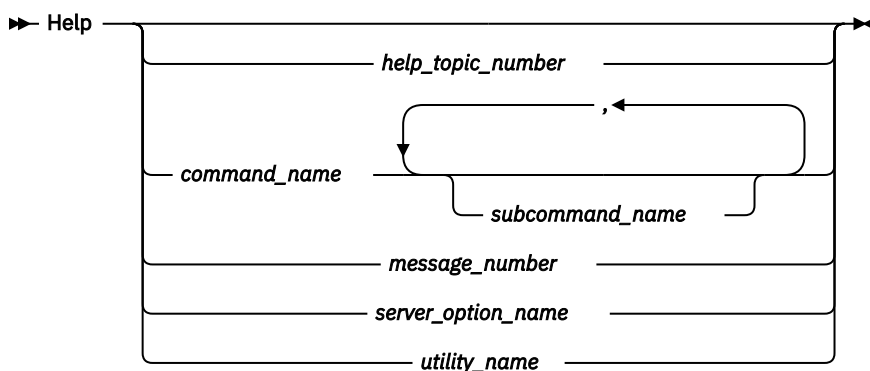 Help
help_topic_number
,
command_name
subcommand_name
message_number
server_option_name
utility_name